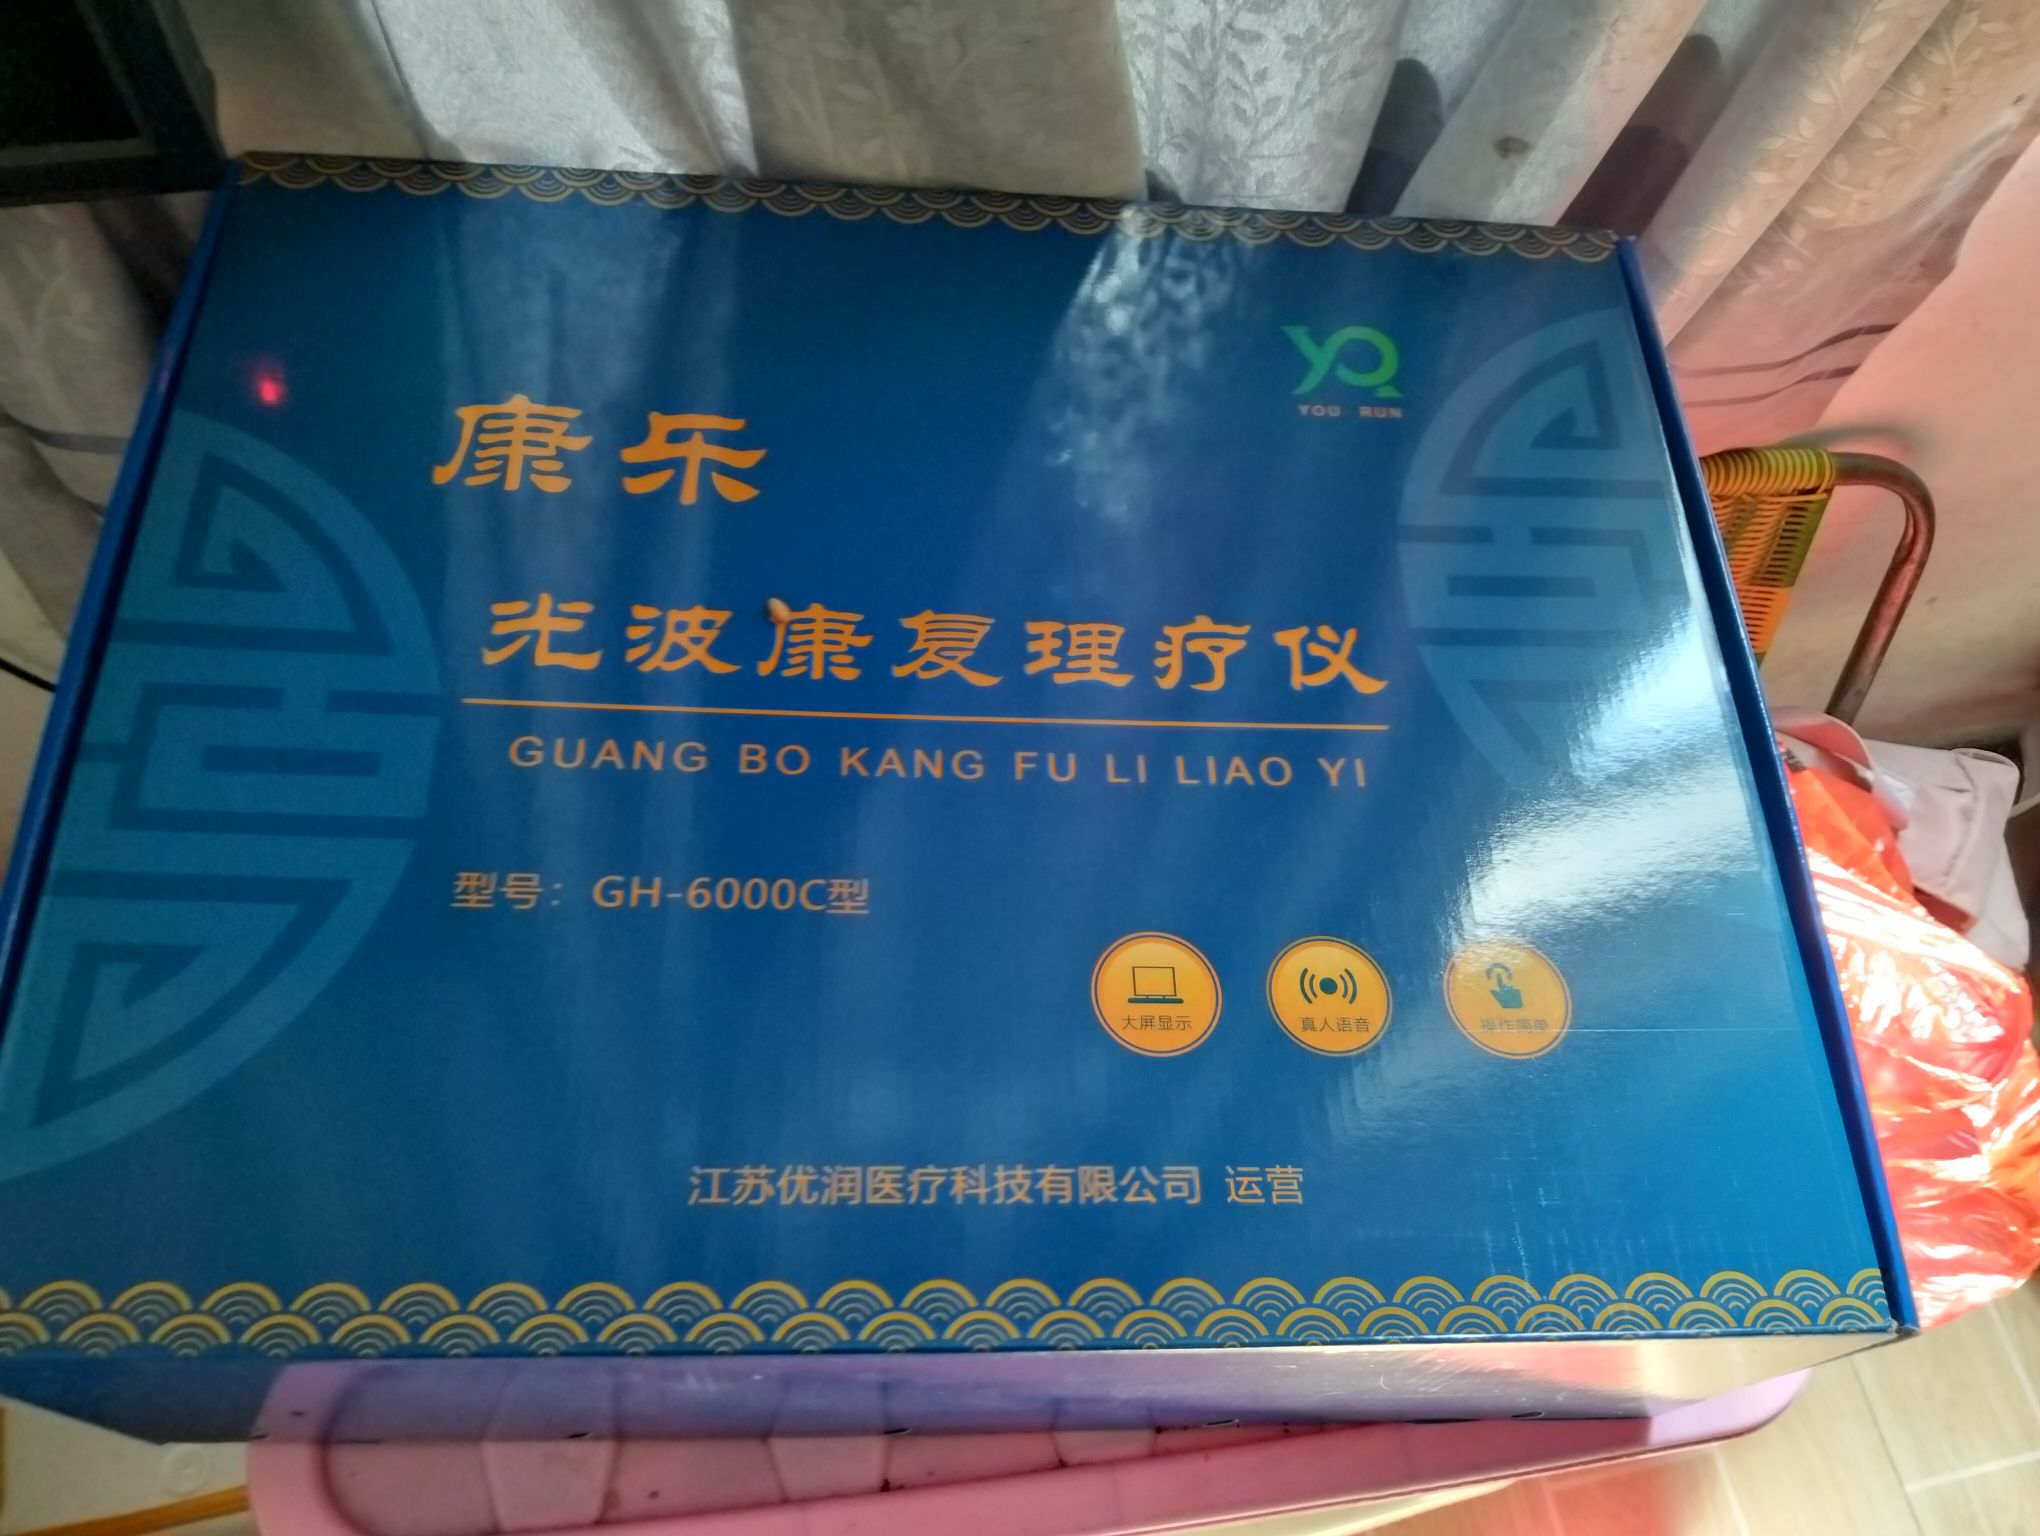 YOU RUN
康乐
光波康复理疗仪
GUANG BO KANG FU LI LIAO YI
型号：GH-6000C型
大屏显示
真人语音
操作简单
江苏优润医疗科技有限公司 运营